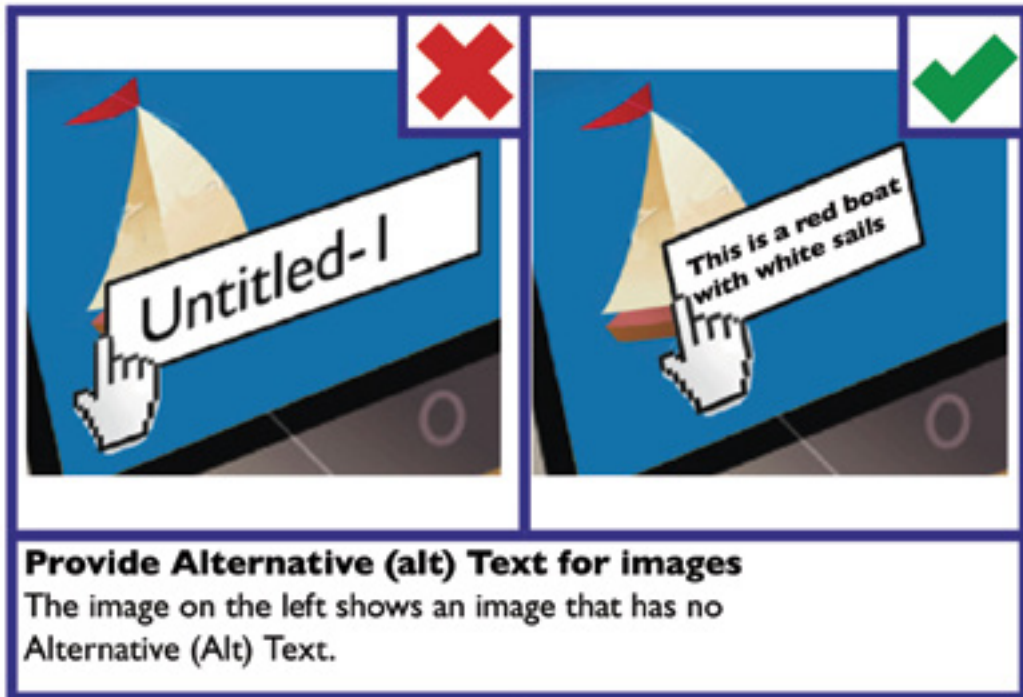 Untitled-1
This is a red boat
with white sails
Provide Alternative (alt) Text for images
The image on the left shows an image that has no
Alternative (Alt) Text.